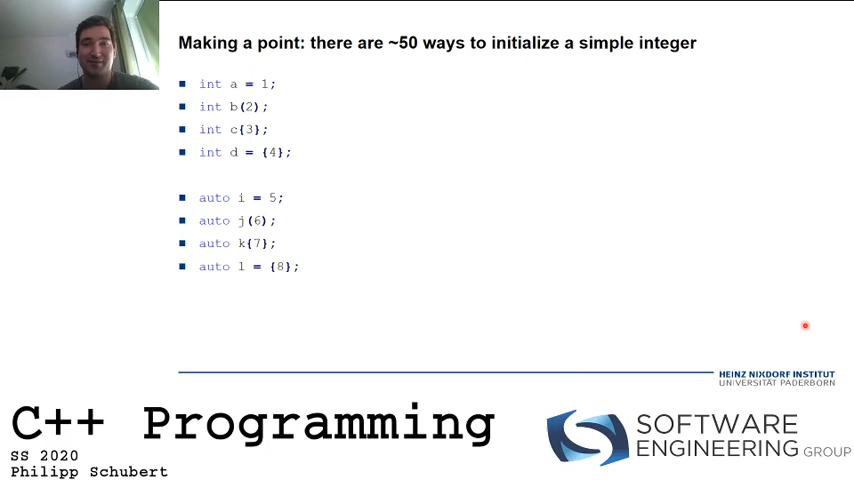 Making a point: there are ~50 ways to initialize a simple integer
int a = 1;
int b(2);
int c{3};
int d = {4};
auto i = 5;
auto j(6);
auto k{7};
auto l = {8};
HEINZ NIXDORF INSTITUT
UNIVERSITÄT PADERBORN
C++ Programming
SS 2020
Philipp Schubert
SOFTWARE
ENGINEERING GROUP